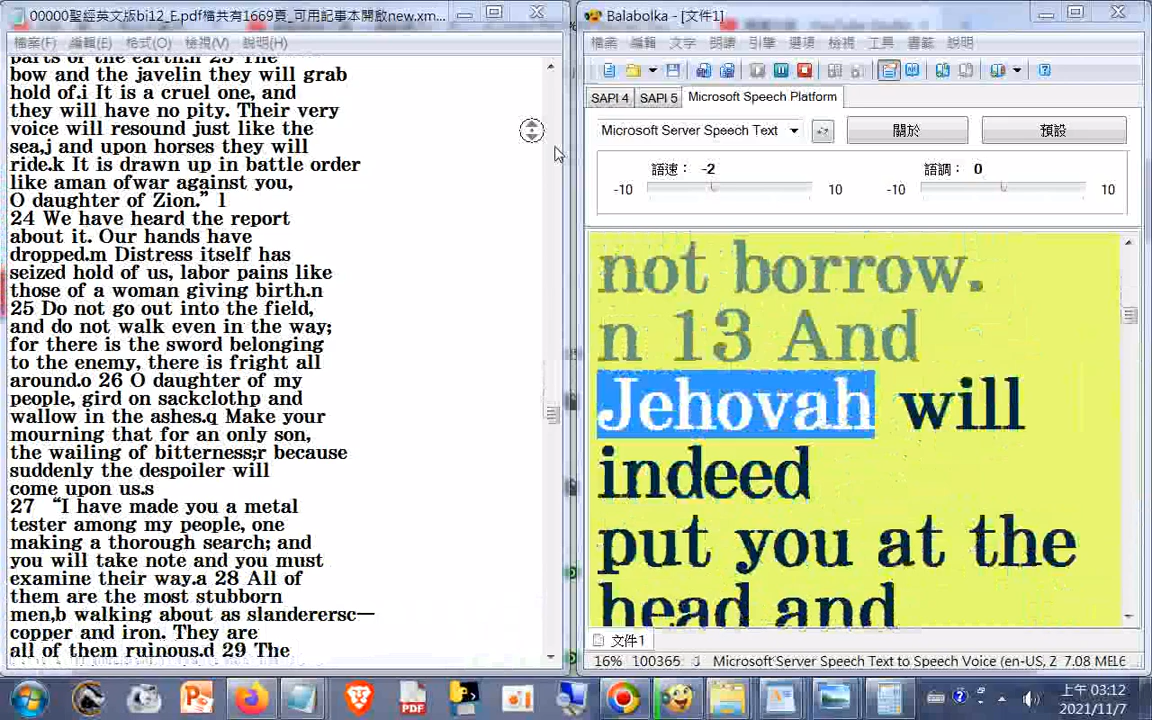 00000聖經英文版bi12_E.pdf檔共有1669頁_可用記事本開啟new.xm...
檔案(F) 編輯(E) 格式(O) 檢視(V) 說明(H)
parts of the earth.h 23 The
bow and the javelin they will grab
hold of.i It is a cruel one, and
they will have no pity. Their very
voice will resound just like the
sea,j and upon horses they will
ride.k It is drawn up in battle order
like aman ofwar against you,
O daughter of Zion.” l
24 We have heard the report
about it. Our hands have
dropped.m Distress itself has
seized hold of us, labor pains like
those of a woman giving birth.n
25 Do not go out into the field,
and do not walk even in the way;
for there is the sword belonging
to the enemy, there is fright all
around.o 26 O daughter of my
people, gird on sackclothp and
wallow in the ashes.q Make your
mourning that for an only son,
the wailing of bitterness;r because
suddenly the despoiler will
come upon us.s
27 “I have made you a metal
tester among my people, one
making a thorough search; and
you will take note and you must
examine their way.a 28 All of
them are the most stubborn
men,b walking about as slanderersc—
copper and iron. They are
all of them ruinous.d 29 The
Balabolka - [文件1]
檔案 編輯 文字 朗讀 引擎 選項 檢視 工具 書籤 說明
SAPI 4 SAPI 5 Microsoft Speech Platform
Microsoft Server Speech Text 關於 預設
語速： -2 語調： 0
-10 10 -10 10
not borrow.
n 13 And
Jehovah will
indeed
put you at the
head and
文件1
16% 100365: Microsoft Server Speech Text to Speech Voice (en-US, Z 7.08 MB
PDF
上午 03:12
2021/11/7